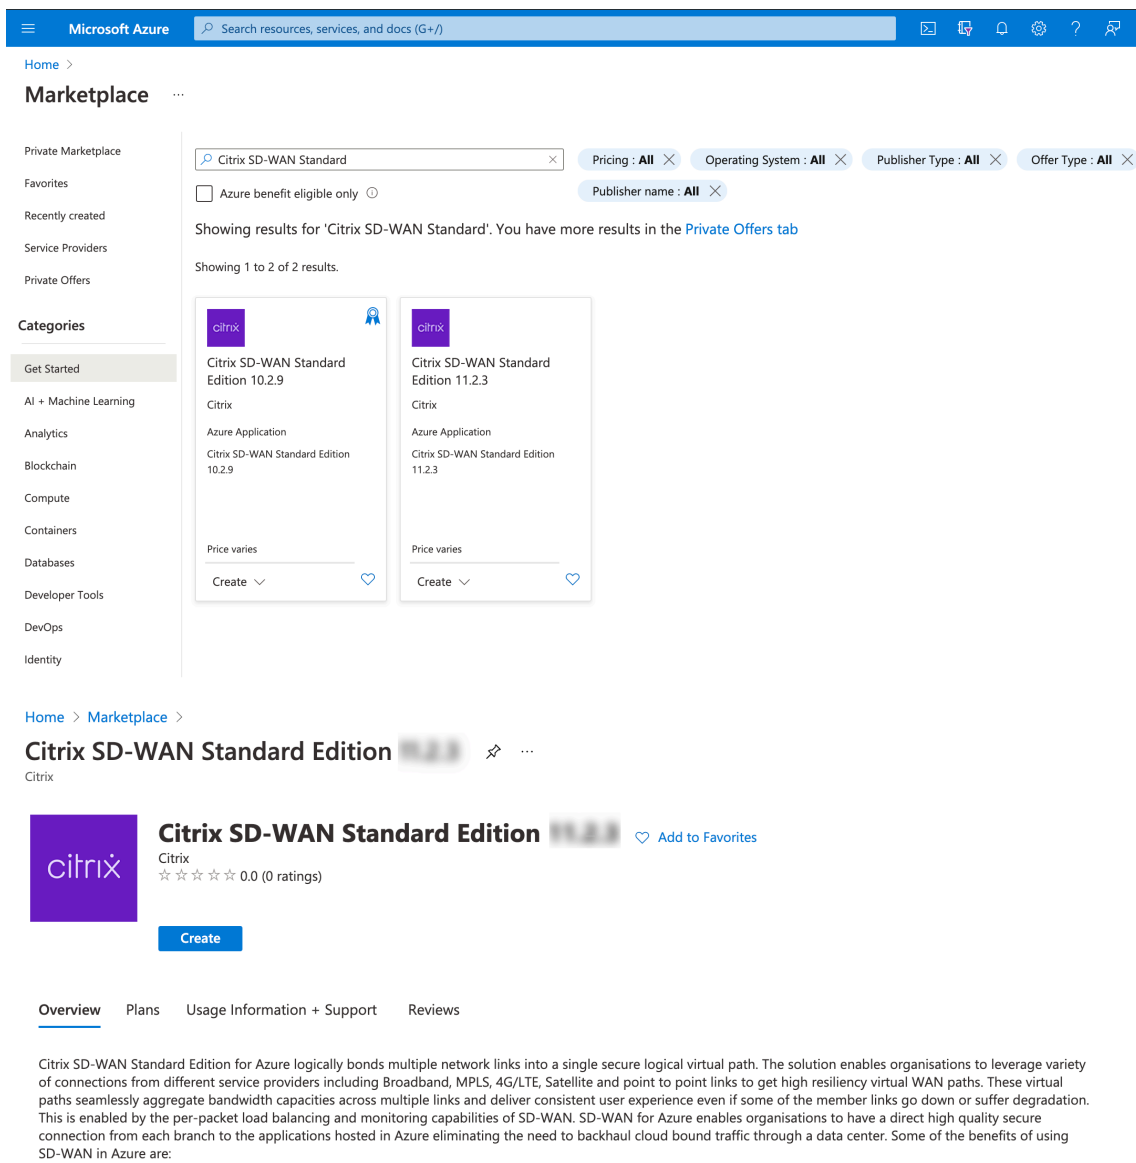 Microsoft Azure
Search resources, services, and docs (G+/)
Home >
Marketplace ...
Private Marketplace
Favorites
Recently created
Service Providers
Private Offers
Categories
Get Started
AI + Machine Learning
Analytics
Blockchain
Compute
Containers
Databases
Developer Tools
DevOps
Identity
Citrix SD-WAN Standard
Pricing : All
Operating System : All
Publisher Type : All
Offer Type : All
Azure benefit eligible only
Publisher name : All
Showing results for 'Citrix SD-WAN Standard'. You have more results in the Private Offers tab
Showing 1 to 2 of 2 results.
citrix
Citrix SD-WAN Standard
Edition 10.2.9
Citrix
Azure Application
Citrix SD-WAN Standard Edition
10.2.9
Price varies
Create
citrix
Citrix SD-WAN Standard
Edition 11.2.3
Citrix
Azure Application
Citrix SD-WAN Standard Edition
11.2.3
Price varies
Create
Home > Marketplace >
Citrix SD-WAN Standard Edition ...
Citrix
citrix
Citrix SD-WAN Standard Edition
Add to Favorites
Citrix
0.0 (0 ratings)
Create
Overview Plans Usage Information + Support Reviews
Citrix SD-WAN Standard Edition for Azure logically bonds multiple network links into a single secure logical virtual path. The solution enables organisations to leverage variety
of connections from different service providers including Broadband, MPLS, 4G/LTE, Satellite and point to point links to get high resiliency virtual WAN paths. These virtual
paths seamlessly aggregate bandwidth capacities across multiple links and deliver consistent user experience even if some of the member links go down or suffer degradation.
This is enabled by the per-packet load balancing and monitoring capabilities of SD-WAN. SD-WAN for Azure enables organisations to have a direct high quality secure
connection from each branch to the applications hosted in Azure eliminating the need to backhaul cloud bound traffic through a data center. Some of the benefits of using
SD-WAN in Azure are: